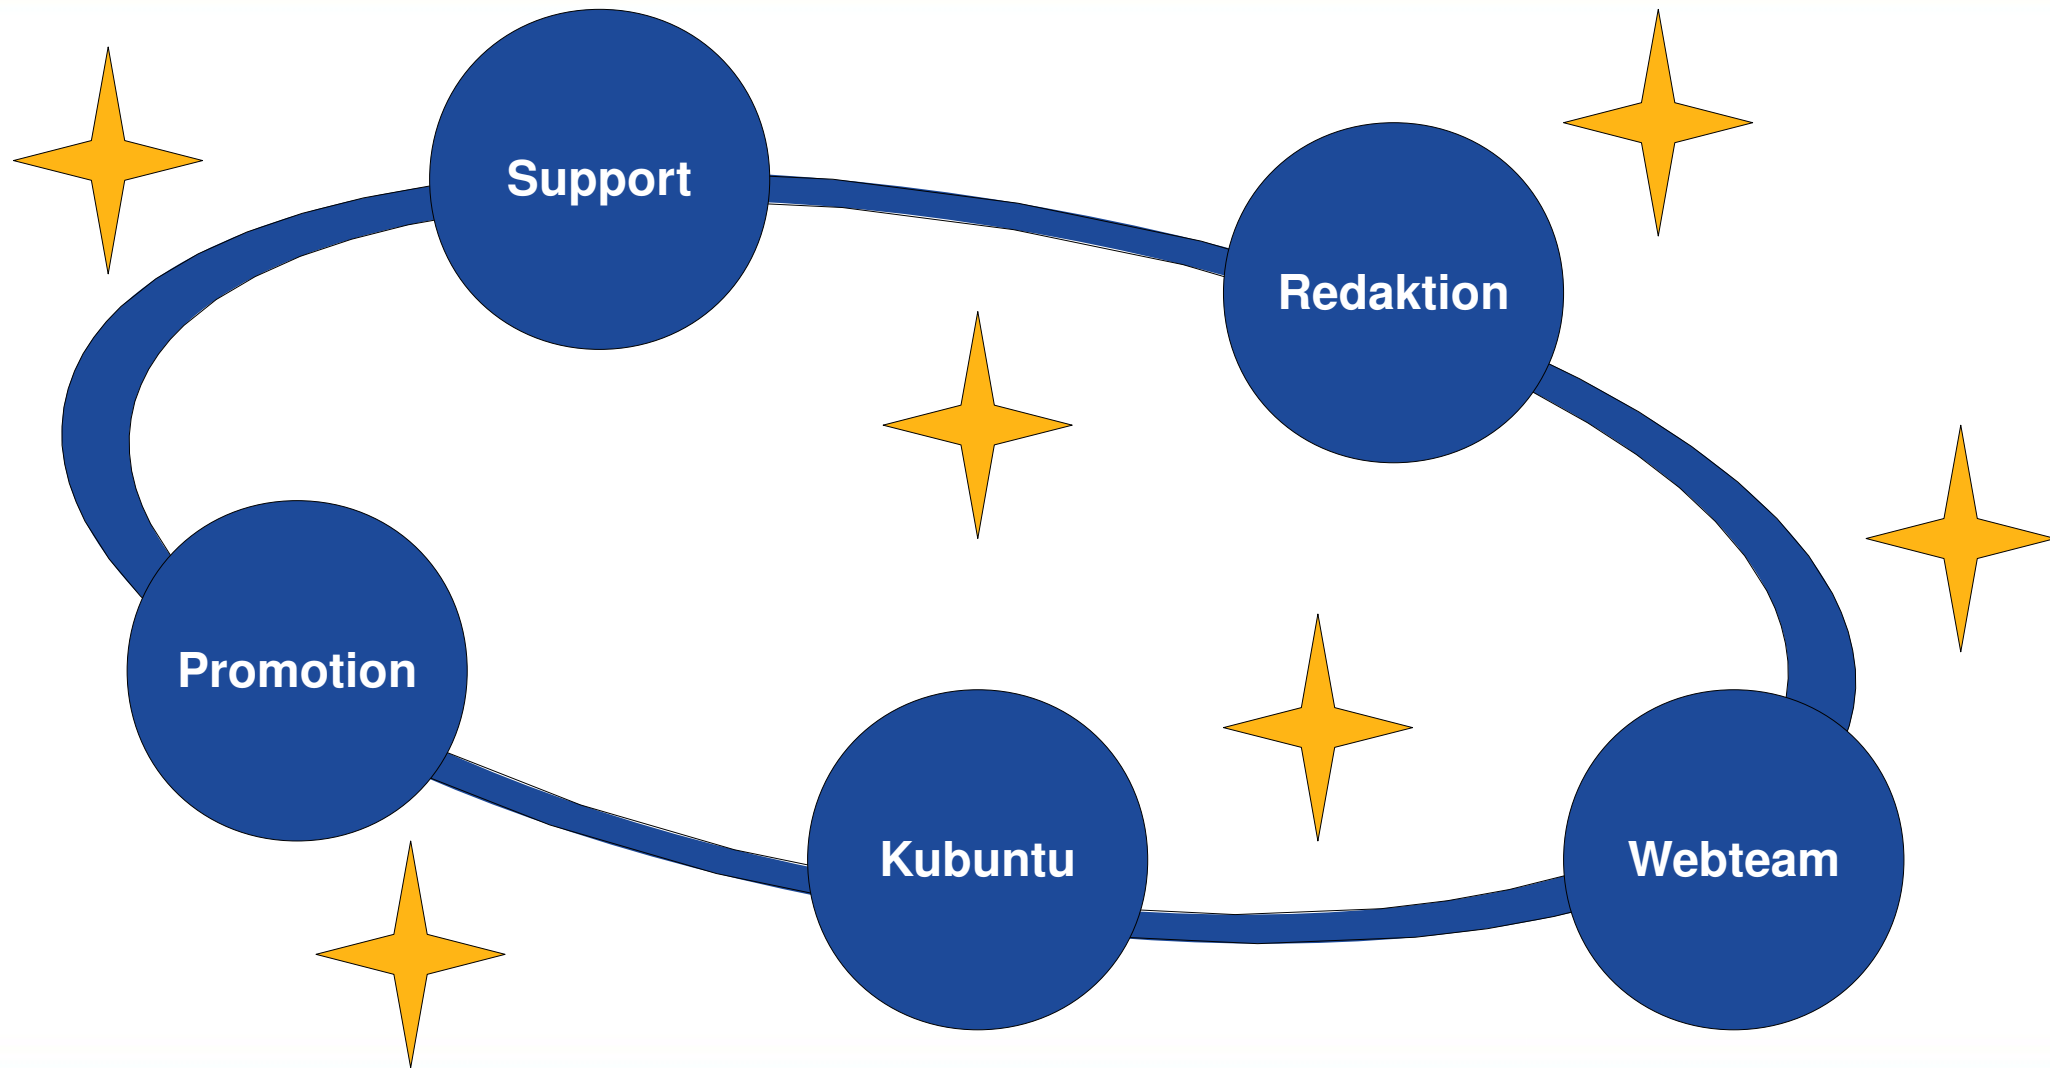 Support
Redaktion
Promotion
Kubuntu
Webteam